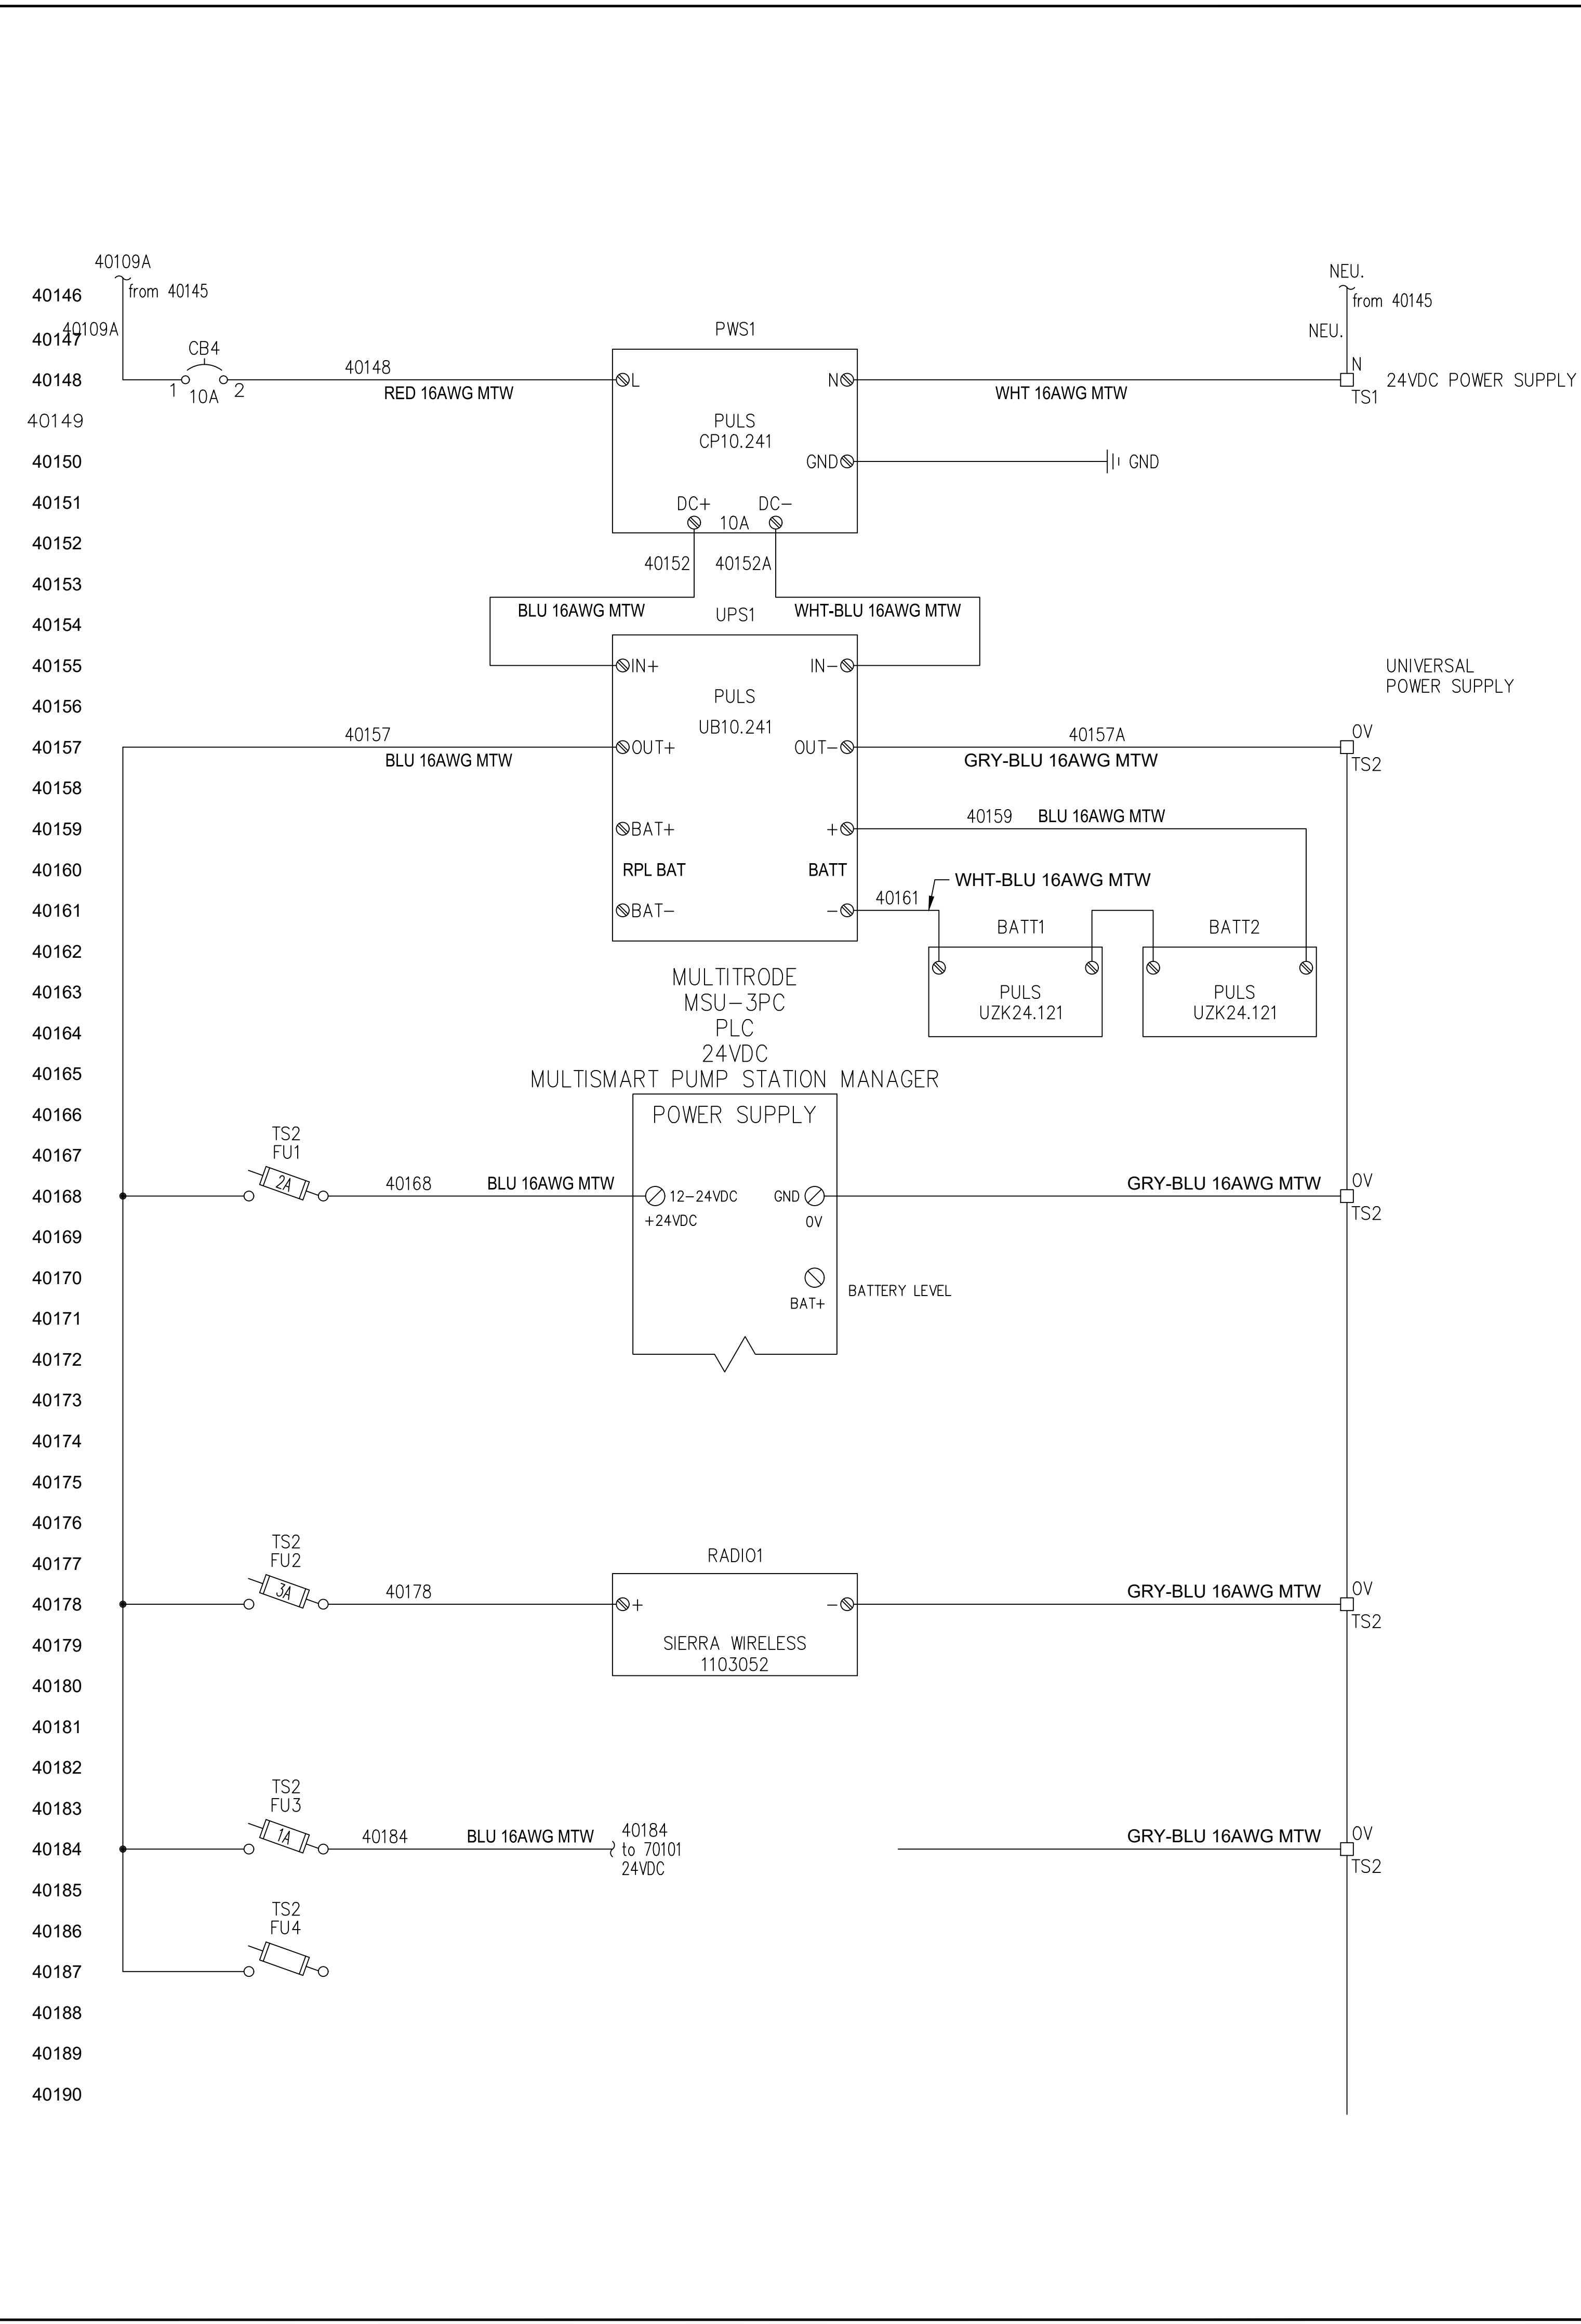 40109A
NEU.
40146
from 40145
from 40145
40109A
40147
NEU.
PWS1
CB4
40148
40148
N
1
10A
2
RED 16AWG MTW
L
N
WHT 16AWG MTW
TS1
24VDC POWER SUPPLY
40149
PULS
CP10.241
40150
GND
GND
40151
DC+
DC−
10A
40152
40152
40152A
40153
BLU 16AWG MTW
WHT-BLU 16AWG MTW
40154
UPS1
40155
IN+
IN−
UNIVERSAL
POWER SUPPLY
PULS
40156
UB10.241
40157
40157A
0V
40157
OUT+
OUT−
BLU 16AWG MTW
GRY-BLU 16AWG MTW
TS2
40158
40159
BLU 16AWG MTW
40159
BAT+
+
40160
RPL BAT
BATT
WHT-BLU 16AWG MTW
40161
40161
BAT−
−
BATT1
BATT2
40162
MULTITRODE
40163
MSU−3PC
PULS
UZK24.121
PULS
UZK24.121
40164
PLC
24VDC
40165
MULTISMART PUMP STATION MANAGER
40166
POWER SUPPLY
TS2
FU1
40167
2A
40168
BLU 16AWG MTW
GRY-BLU 16AWG MTW
0V
40168
12−24VDC
GND
+24VDC
0V
TS2
40169
40170
BATTERY LEVEL
BAT+
40171
40172
40173
40174
40175
40176
TS2
FU2
RADIO1
40177
3A
40178
GRY-BLU 16AWG MTW
0V
40178
+
−
TS2
40179
SIERRA WIRELESS
1103052
40180
40181
40182
TS2
FU3
40183
1A
40184
BLU 16AWG MTW
40184
to 70101
24VDC
GRY-BLU 16AWG MTW
0V
40184
TS2
40185
TS2
FU4
40186
40187
40188
40189
40190